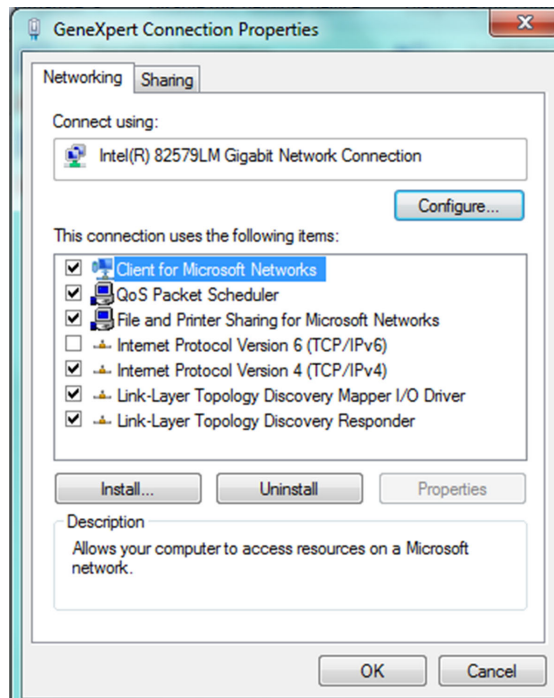 GeneXpert Connection Properties
Networking
Sharing
Connect using:
Intel(R) 82579LM Gigabit Network Connection
Configure...
This connection uses the following items:
Client for Microsoft Networks
QoS Packet Scheduler
File and Printer Sharing for Microsoft Networks
Internet Protocol Version 6 (TCP/IPv6)
Internet Protocol Version 4 (TCP/IPv4)
Link-Layer Topology Discovery Mapper I/O Driver
Link-Layer Topology Discovery Responder
Install...
Uninstall
Properties
Description
Allows your computer to access resources on a Microsoft
network.
OK
Cancel